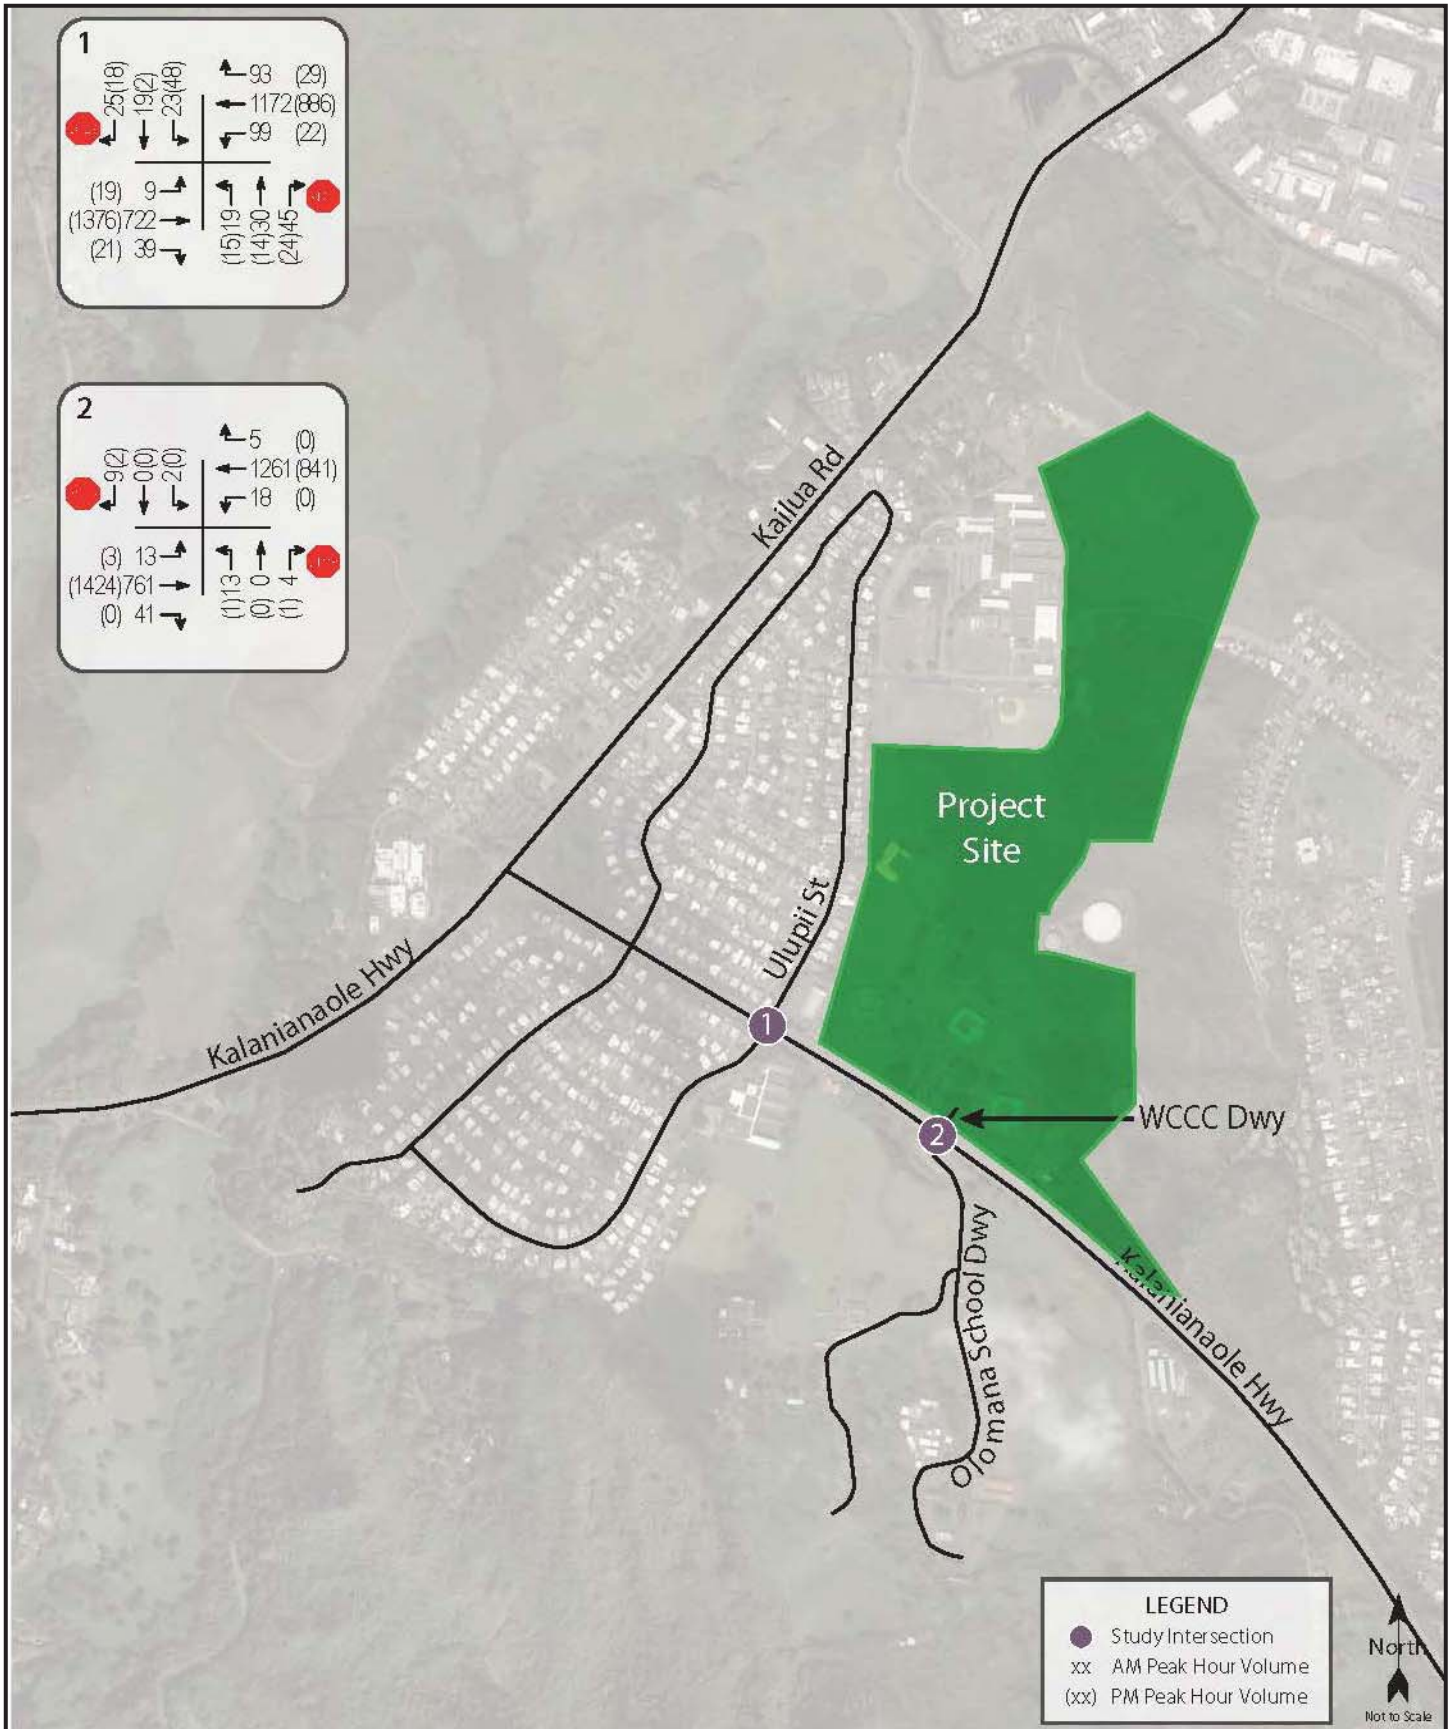 1
25(18)
19(2)
23(48)
93 (29)
1172(886)
99 (22)
(19) 9
(1376)722
(21) 39
(15)19
(14)30
(24)45
2
9(2)
0(0)
2(0)
5 (0)
1261(841)
18 (0)
(3) 13
(1424)761
(0) 41
(1)13
(0) 0
(1) 4
Kailua Rd
Project
Site
Ulupii St
Kalanianaole Hwy
1
2
WCCC Dwy
Olomana School Dwy
Kalanianaole Hwy
LEGEND
Study Intersection
xx AM Peak Hour Volume
(xx) PM Peak Hour Volume
North
Not to Scale